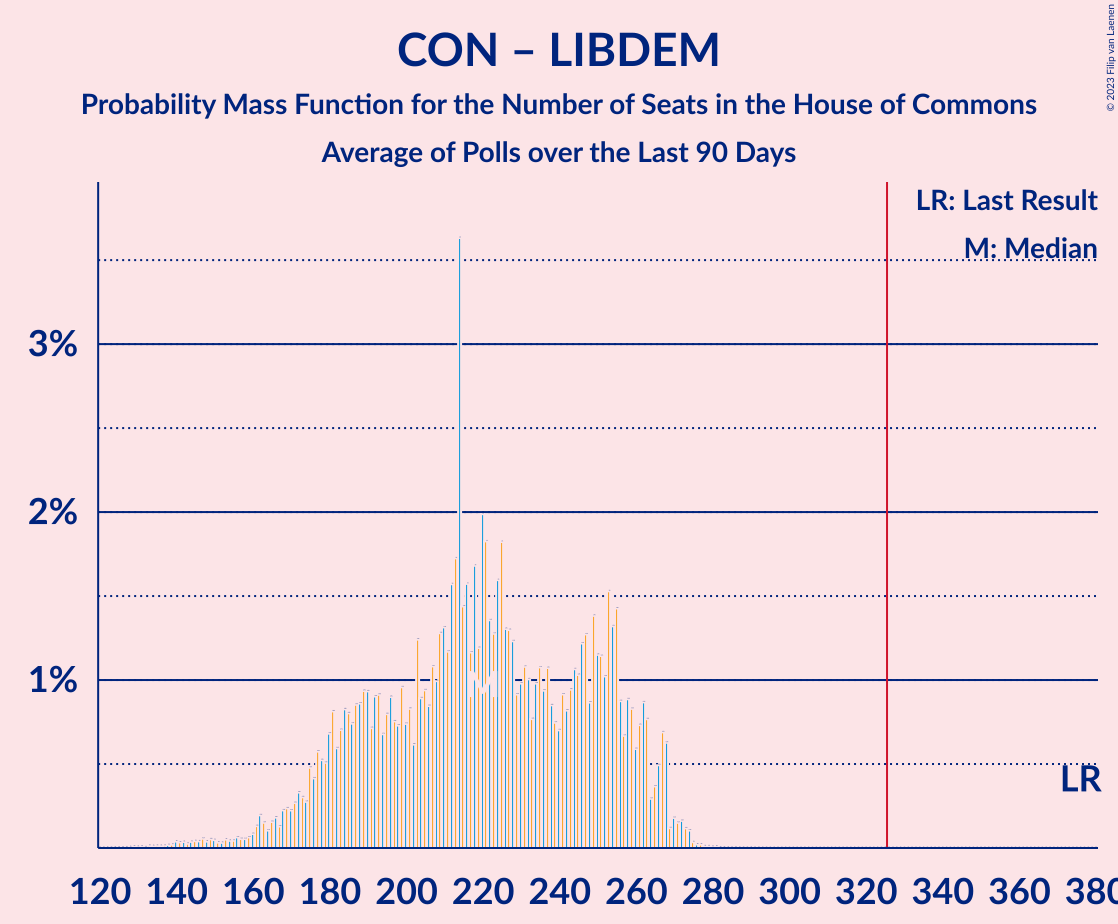 CON – LIBDEM
Probability Mass Function for the Number of Seats in the House of Commons
Average of Polls over the Last 90 Days
© 2023 Filip van Laenen
LR: Last Result
M: Median
3%
2%
1%
M
LR
120 140 160 180 200 220 240 260 280 300 320 340 360 380